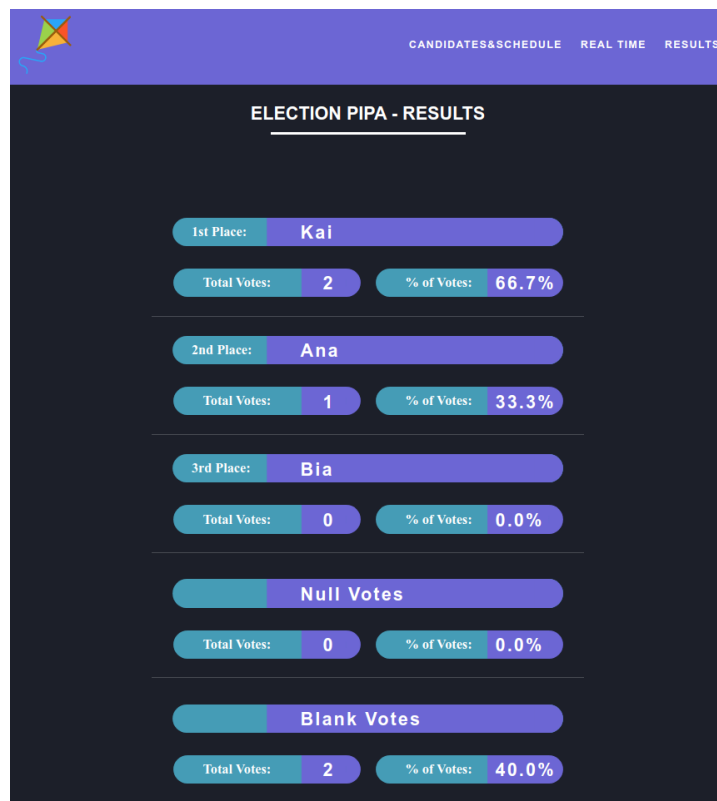 CANDIDATES&SCHEDULE REAL TIME RESULTS
ELECTION PIPA - RESULTS
1st Place: Kai
Total Votes: 2 % of Votes: 66.7%
2nd Place: Ana
Total Votes: 1 % of Votes: 33.3%
3rd Place: Bia
Total Votes: 0 % of Votes: 0.0%
Null Votes
Total Votes: 0 % of Votes: 0.0%
Blank Votes
Total Votes: 2 % of Votes: 40.0%